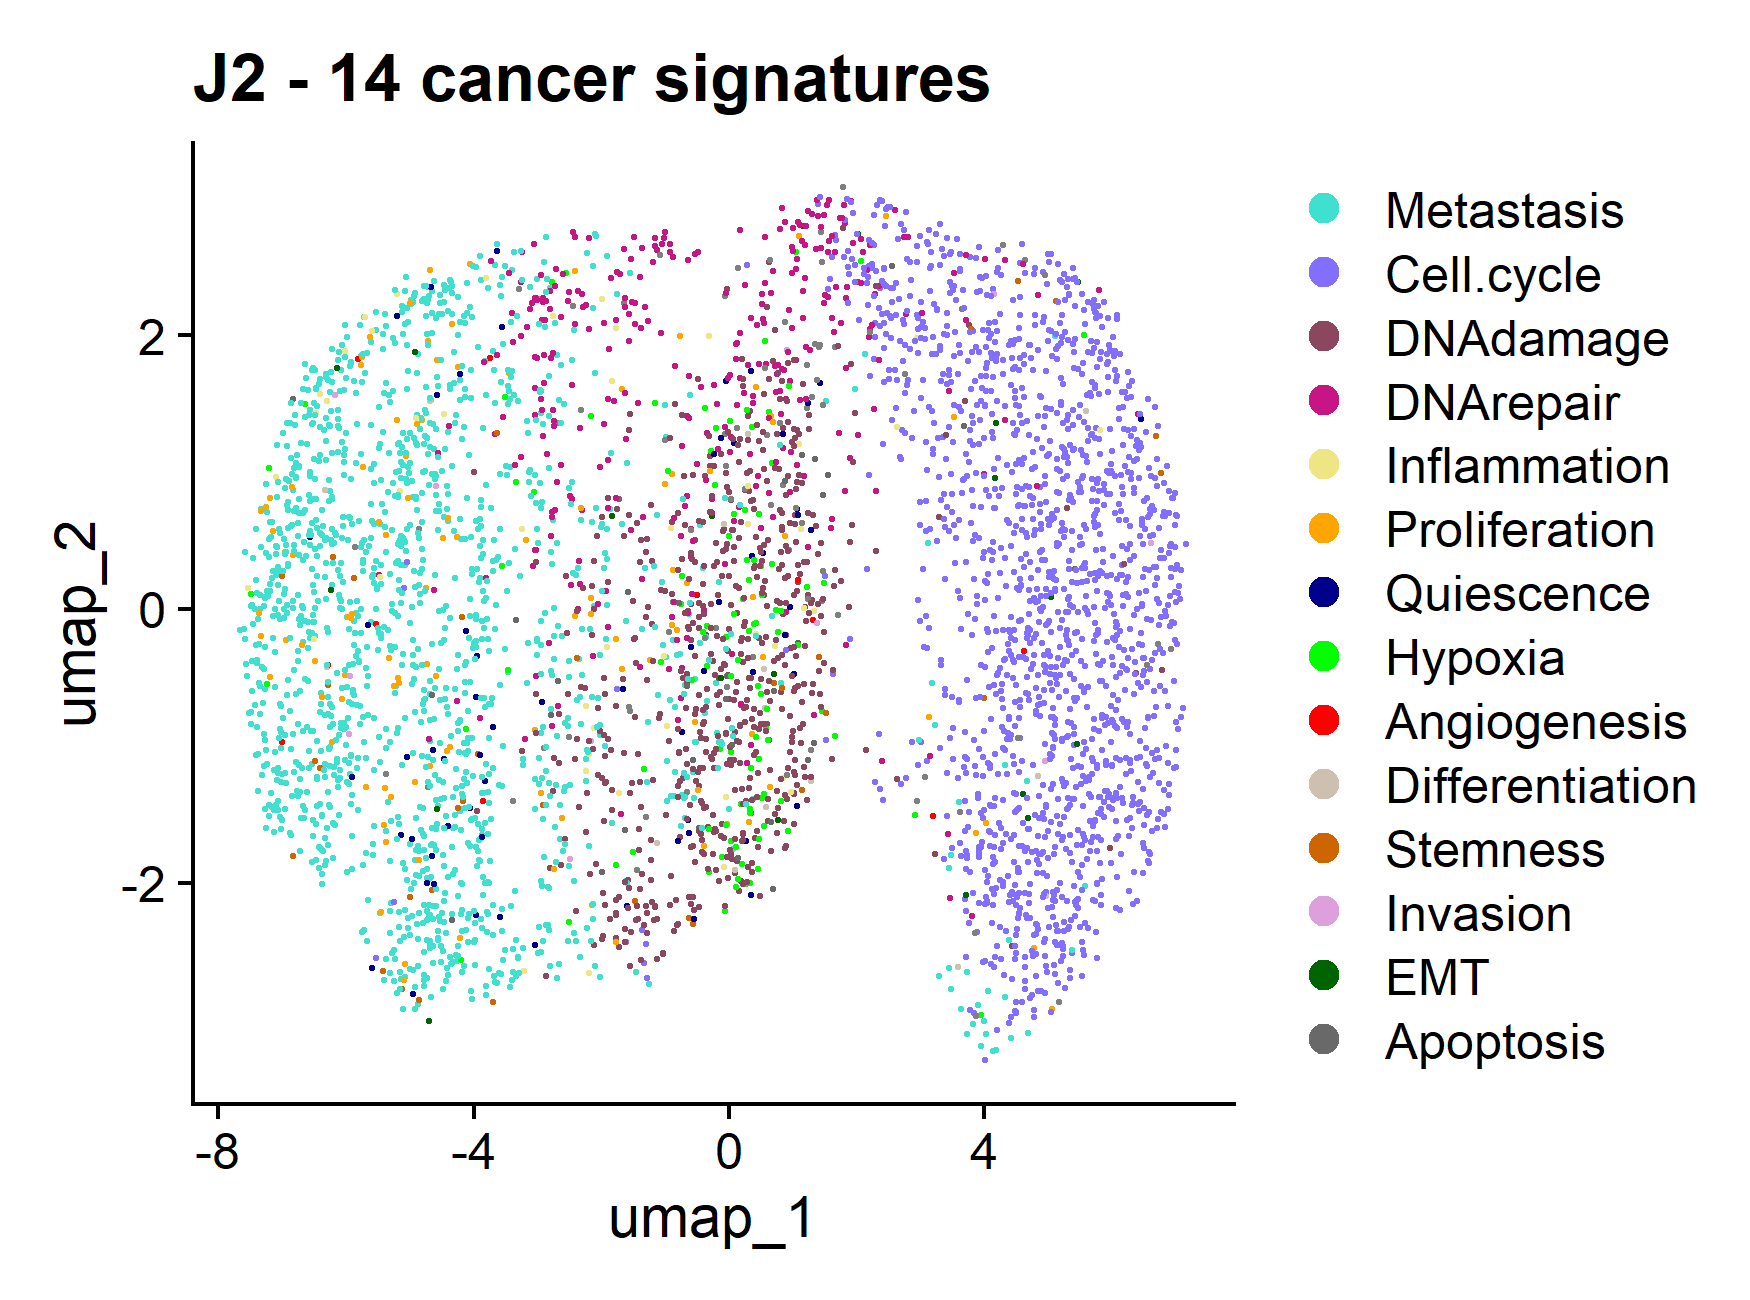 J2 - 14 cancer signatures
umap_2
2
0
-2
-8
-4
0
4
umap_1
Metastasis
Cell.cycle
DNAdamage
DNArepair
Inflammation
Proliferation
Quiescence
Hypoxia
Angiogenesis
Differentiation
Stemness
Invasion
EMT
Apoptosis